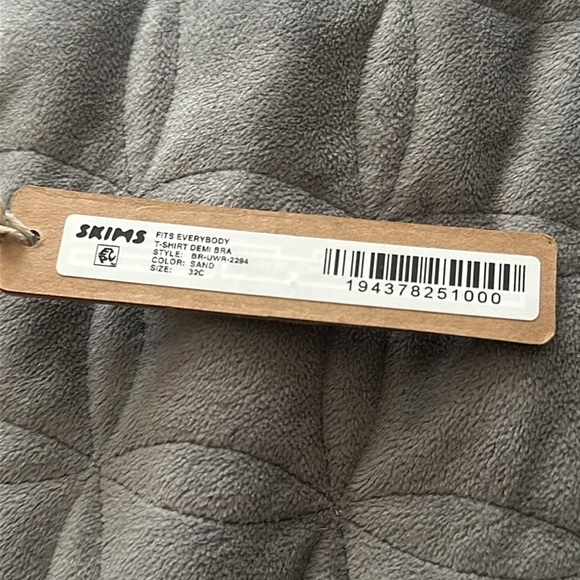 SKIMS
FITS EVERYBODY
T-SHIRT DEMI BRA
STYLE: BR-UWR-2294
COLOR: SAND
SIZE: 32C
194378251000